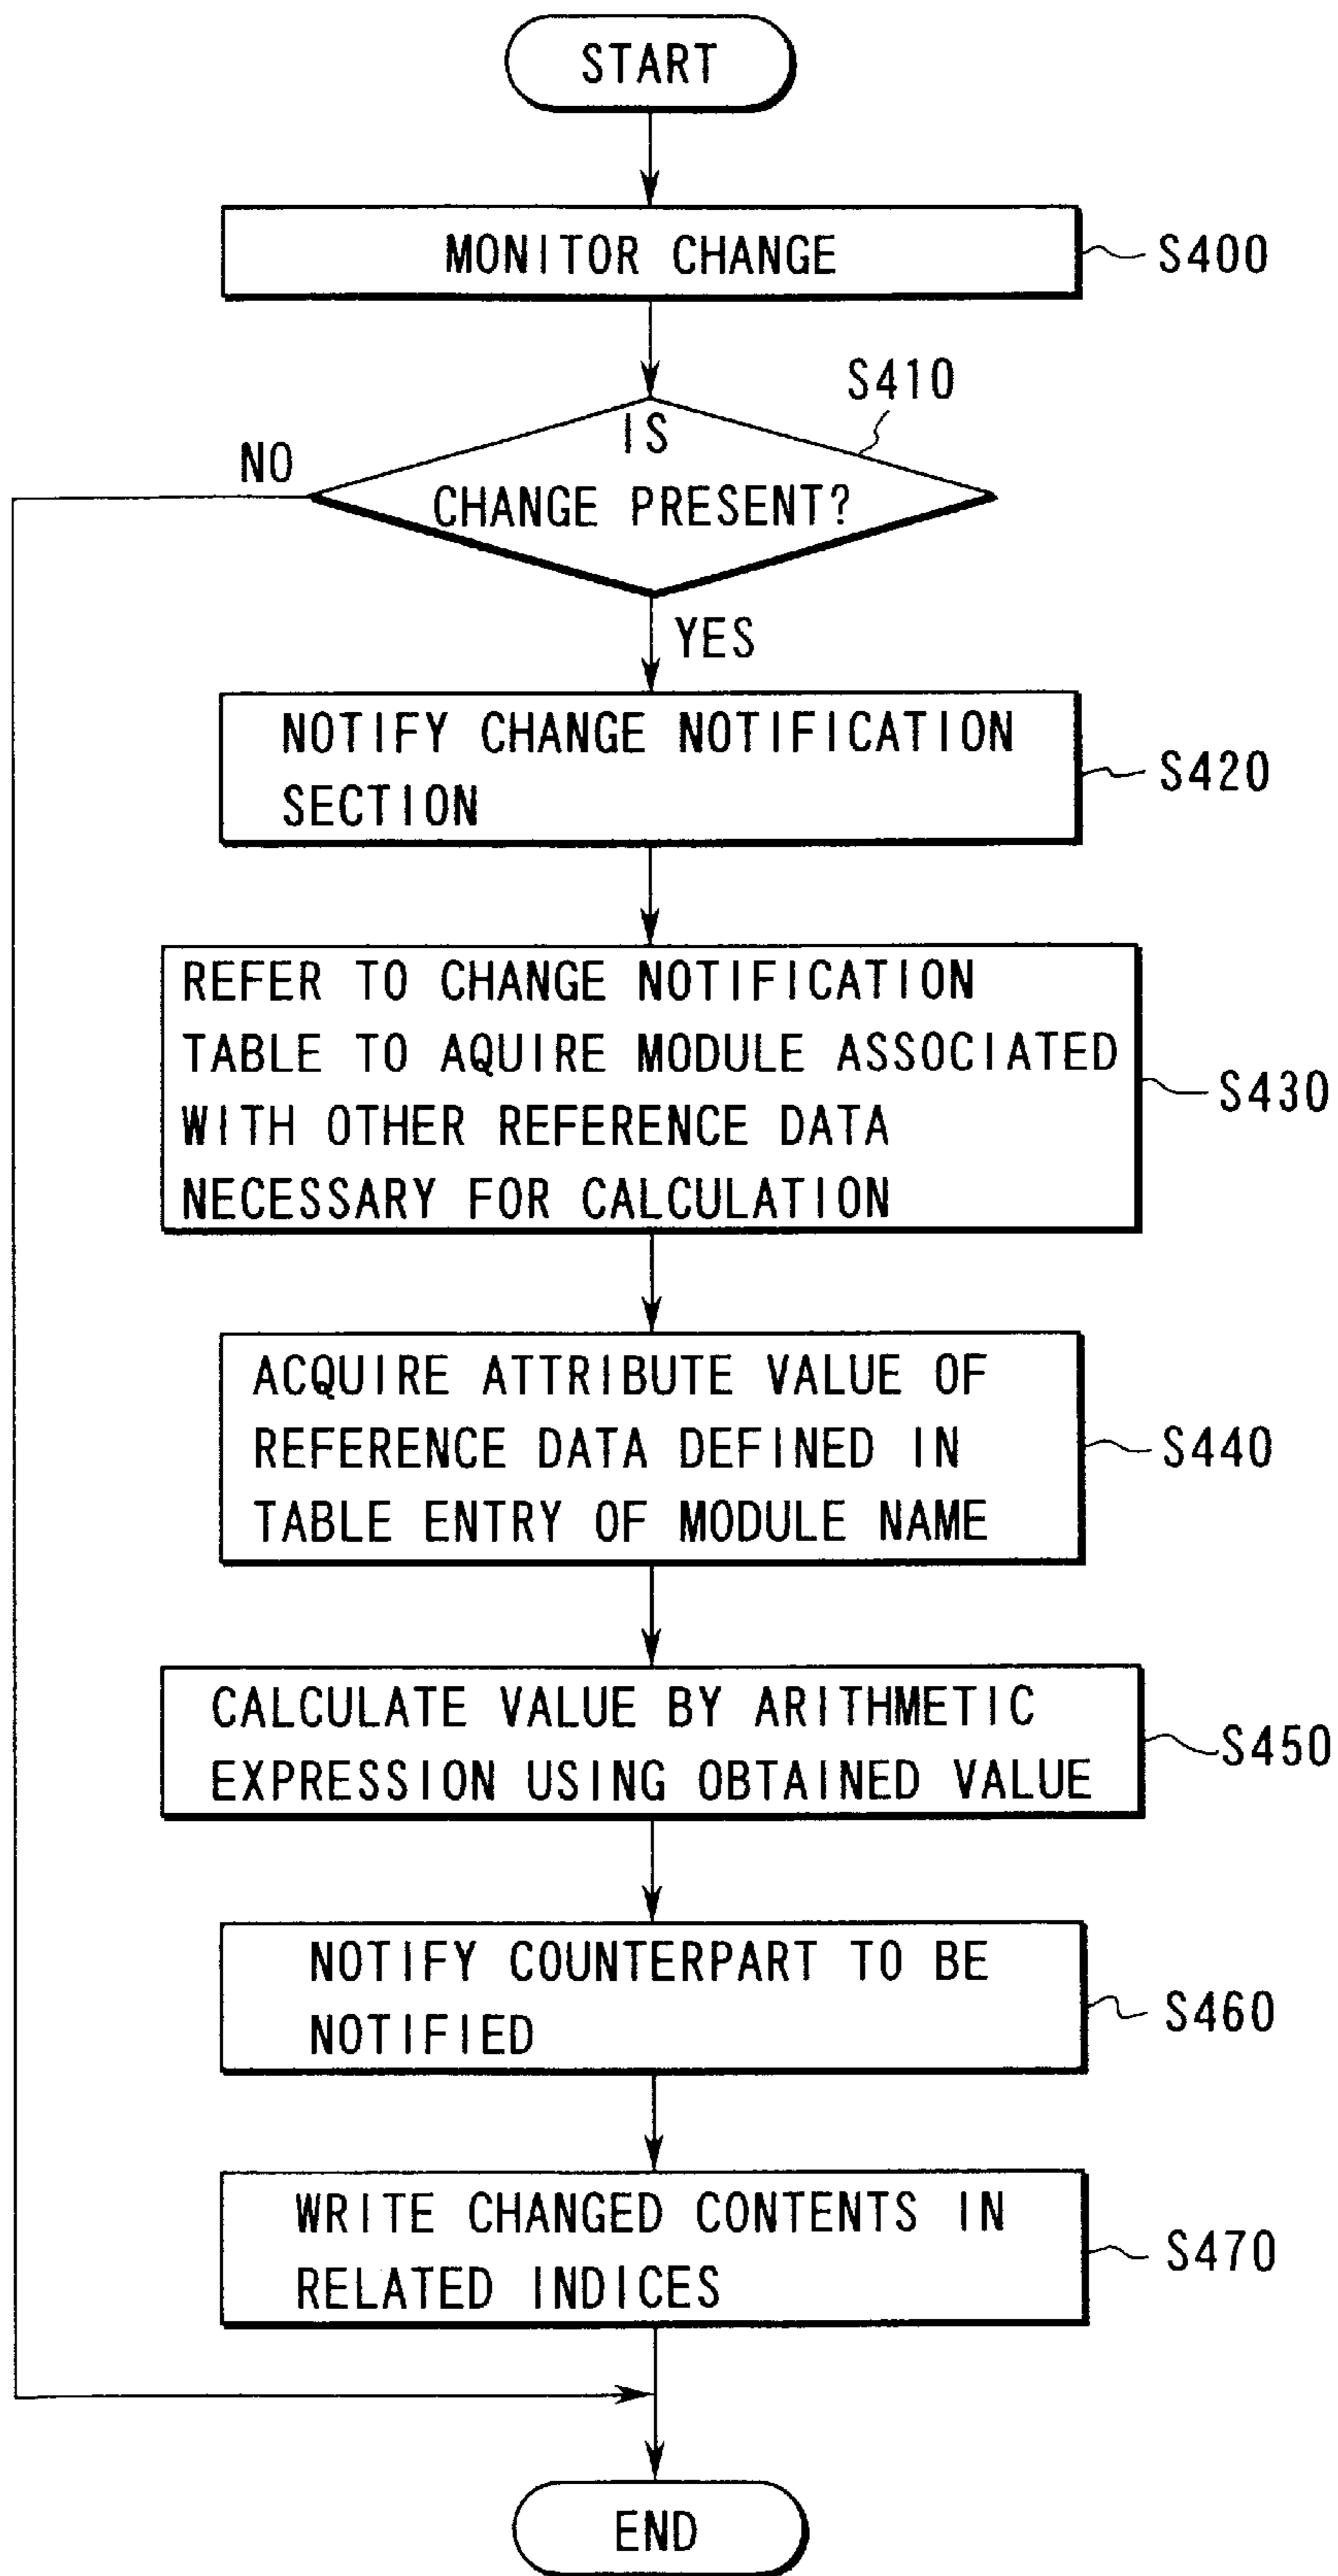 START
MONITOR CHANGE
S400
S410
IS
NO
CHANGE PRESENT?
YES
NOTIFY CHANGE NOTIFICATION
SECTION
S420
REFER TO CHANGE NOTIFICATION
TABLE TO AQUIRE MODULE ASSOCIATED
WITH OTHER REFERENCE DATA
NECESSARY FOR CALCULATION
S430
ACQUIRE ATTRIBUTE VALUE OF
REFERENCE DATA DEFINED IN
TABLE ENTRY OF MODULE NAME
S440
CALCULATE VALUE BY ARITHMETIC
EXPRESSION USING OBTAINED VALUE
S450
NOTIFY COUNTERPART TO BE
NOTIFIED
S460
WRITE CHANGED CONTENTS IN
RELATED INDICES
S470
END